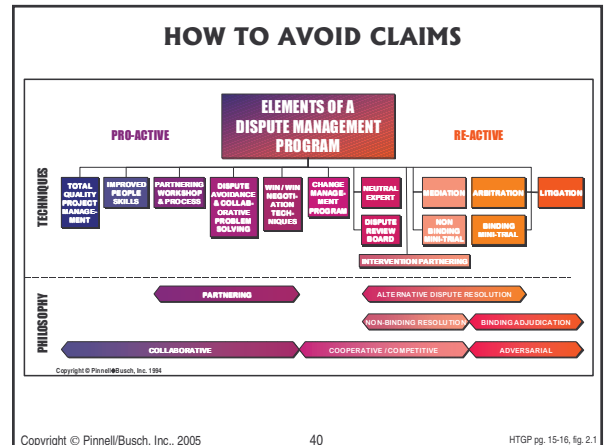 HOW TO AVOID CLAIMS
ELEMENTS OF A
DISPUTE MANAGEMENT
PROGRAM
PRO-ACTIVE
RE-ACTIVE
TECHNIQUES
TOTAL
QUALITY
PROJECT
MANAGE-
MENT
IMPROVED
PEOPLE
SKILLS
PARTNERING
WORKSHOP
& PROCESS
DISPUTE
AVOIDANCE
& COLLAB-
ORATIVE
PROBLEM
SOLVING
WIN / WIN
NEGOTI-
ATION
TECH-
NIQUES
CHANGE
MANAGE-
MENT
PROGRAM
NEUTRAL
EXPERT
MEDIATION
ARBITRATION
LITIGATION
DISPUTE
REVIEW
BOARD
NON
BINDING
MINI-TRIAL
BINDING
MINI-TRIAL
INTERVENTION PARTNERING
PHILOSOPHY
PARTNERING
ALTERNATIVE DISPUTE RESOLUTION
NON-BINDING RESOLUTION
BINDING ADJUDICATION
COLLABORATIVE
COOPERATIVE / COMPETITIVE
ADVERSARIAL
Copyright © Pinnell●Busch, Inc. 1994
Copyright © Pinnell/Busch, Inc., 2005
40
HTGP pg. 15-16, fig. 2.1